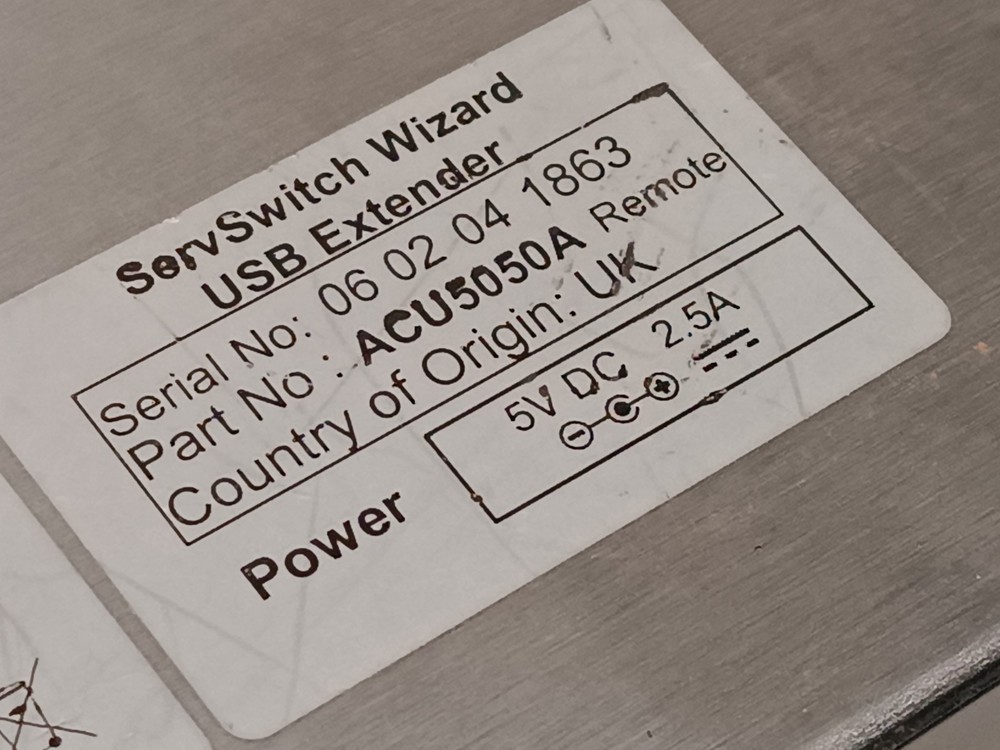 ServSwitch Wizard
USB Extender
Serial No: 06 02 04 1863
Part No : ACU5050A Remote
Country of Origin: UK
Power 5V DC 2.5A